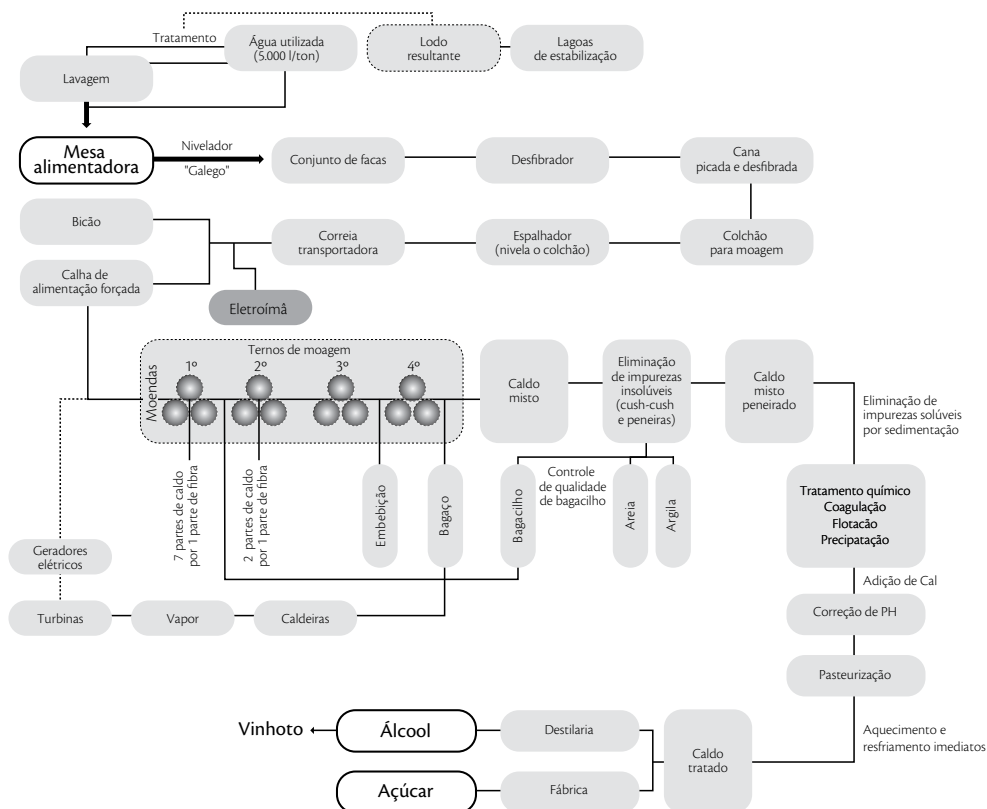 Tratamento
Água utilizada
(5.000 l/ton)
Lodo
resultante
Lagoas
de estabilização
Lavagem
Mesa
alimentadora
Nivelador
"Galego"
Conjunto de facas
Desfibrador
Cana
picada e desfibrada
Bicão
Correia
transportadora
Espalhador
(nivela o colchão)
Colchão
para moagem
Calha de
alimentação forçada
Eletroímâ
Ternos de moagem
1º
2º
3º
4º
Moendas
Caldo
misto
Eliminação
de impurezas
insolúveis
(cush-cush
e peneiras)
Caldo
misto
peneirado
Eliminação de
impurezas solúveis
por sedimentação
7 partes de caldo
por 1 parte de fibra
2 partes de caldo
por 1 parte de fibra
Embebição
Bagaço
Bagacilho
Controle
de qualidade
de bagacilho
Areia
Argila
Tratamento químico
Coagulação
Flotacão
Precipatação
Geradores
elétricos
Adição de Cal
Turbinas
Vapor
Caldeiras
Correção de PH
Pasteurização
Vinhoto
Álcool
Destilaria
Aquecimento e
resfriamento imediatos
Caldo
tratado
Açúcar
Fábrica